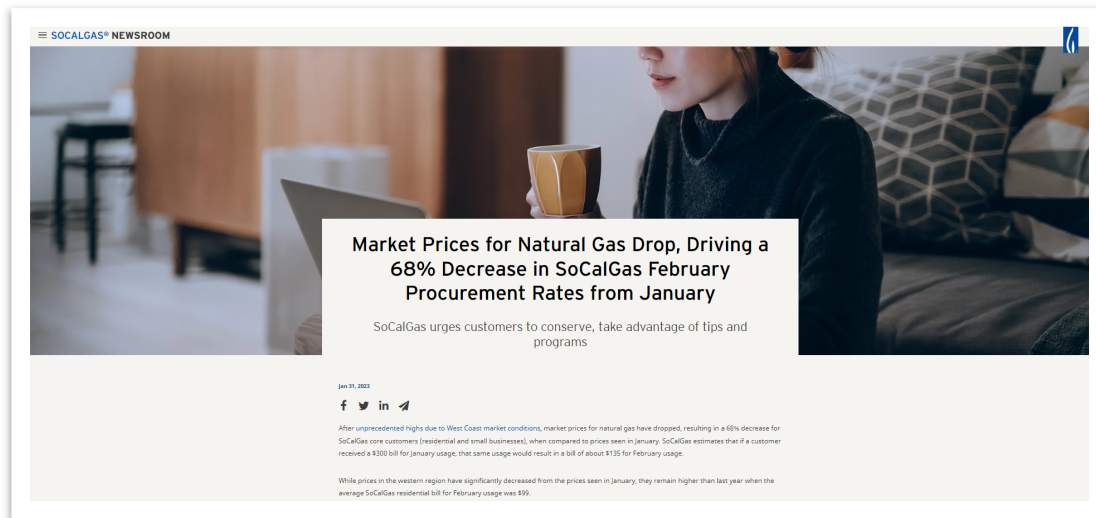 SOCALGAS® NEWSROOM
Market Prices for Natural Gas Drop, Driving a
68% Decrease in SoCalGas February
Procurement Rates from January
SoCalGas urges customers to conserve, take advantage of tips and
programs
Jan 31, 2023
After unprecedented highs due to West Coast market conditions, market prices for natural gas have dropped, resulting in a 68% decrease for
SoCalGas core customers (residential and small businesses), when compared to prices seen in January. SoCalGas estimates that if a customer
received a $300 bill for January usage, that same usage would result in a bill of about $135 for February usage.
While prices in the western region have significantly decreased from the prices seen in January, they remain higher than last year when the
average SoCalGas residential bill for February usage was $99.